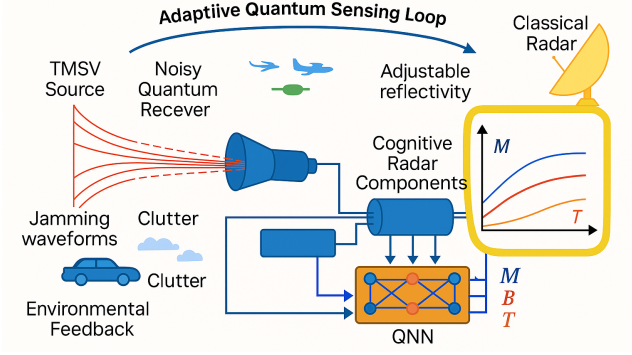 Adaptiive Quantum Sensing Loop
Classical
Radar
TMSV
Source
Noisy
Quantum
Recever
Adjustable
reflectivity
Cognitive
Radar
Components
M
T
Jamming
waveforms
Clutter
Clutter
Environmental
Feedback
QNN
M
B
T